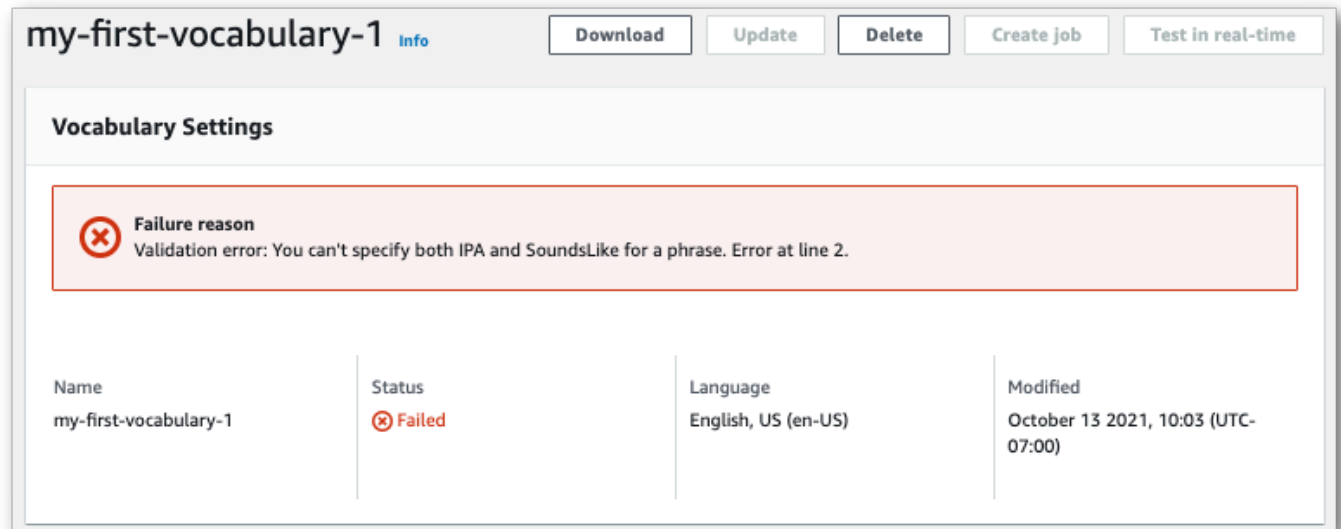 my-first-vocabulary-1 Info Download Update Delete Create job Test in real-time
Vocabulary Settings
Failure reason
Validation error: You can't specify both IPA and SoundsLike for a phrase. Error at line 2.
Name Status Language Modified
my-first-vocabulary-1 Failed English, US (en-US) October 13 2021, 10:03 (UTC-
07:00)